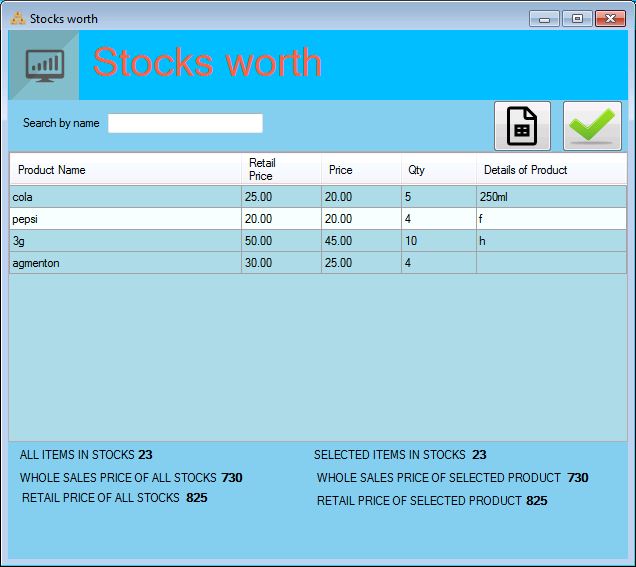 Stocks worth
Stocks worth
Search by name
Product Name Retail Price Price Qty Details of Product
cola 25.00 20.00 5 250ml
pepsi 20.00 20.00 4 f
3g 50.00 45.00 10 h
agmenton 30.00 25.00 4
ALL ITEMS IN STOCKS 23 SELECTED ITEMS IN STOCKS 23
WHOLE SALES PRICE OF ALL STOCKS 730 WHOLE SALES PRICE OF SELECTED PRODUCT 730
RETAIL PRICE OF ALL STOCKS 825 RETAIL PRICE OF SELECTED PRODUCT 825